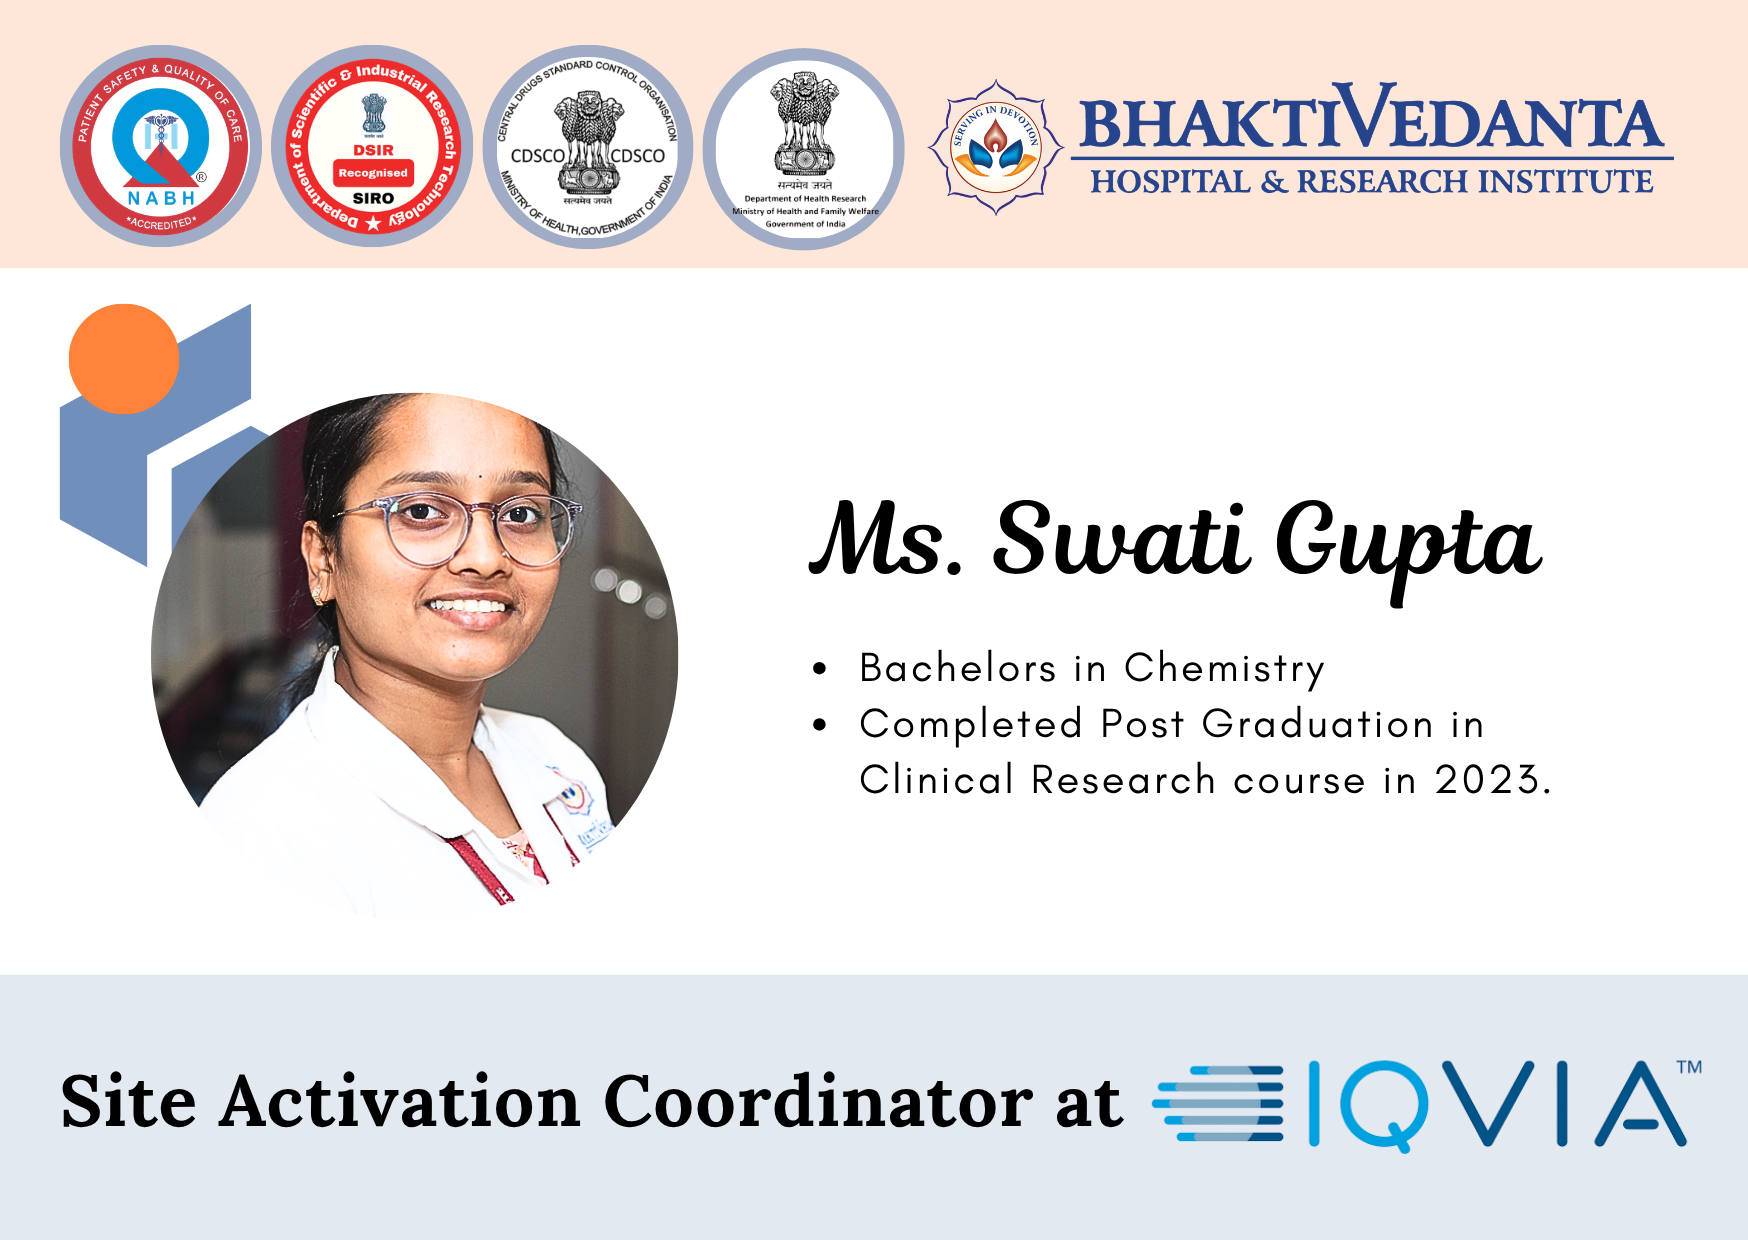 PATIENT SAFETY & QUALITY OF CARE
®
NABH
*ACCREDITED*
Department of Scientific & Industrial Research Technology
सत्यमेव जयते
DSIR
Recognised
SIRO
CENTRAL DRUGS STANDARD CONTROL ORGANISATION
CDSCO CDSCO
सत्यमेव जयते
MINISTRY OF HEALTH,GOVERNMENT OF INDIA
सत्यमेव जयते
Department of Health Research
Ministry of Health and Family Welfare
Government of India
SERVING IN DEVOTION
BHAKTIVEDANTA
HOSPITAL & RESEARCH INSTITUTE
Ms. Swati Gupta
• Bachelors in Chemistry
• Completed Post Graduation in
Clinical Research course in 2023.
Site Activation Coordinator at
IQVIA™